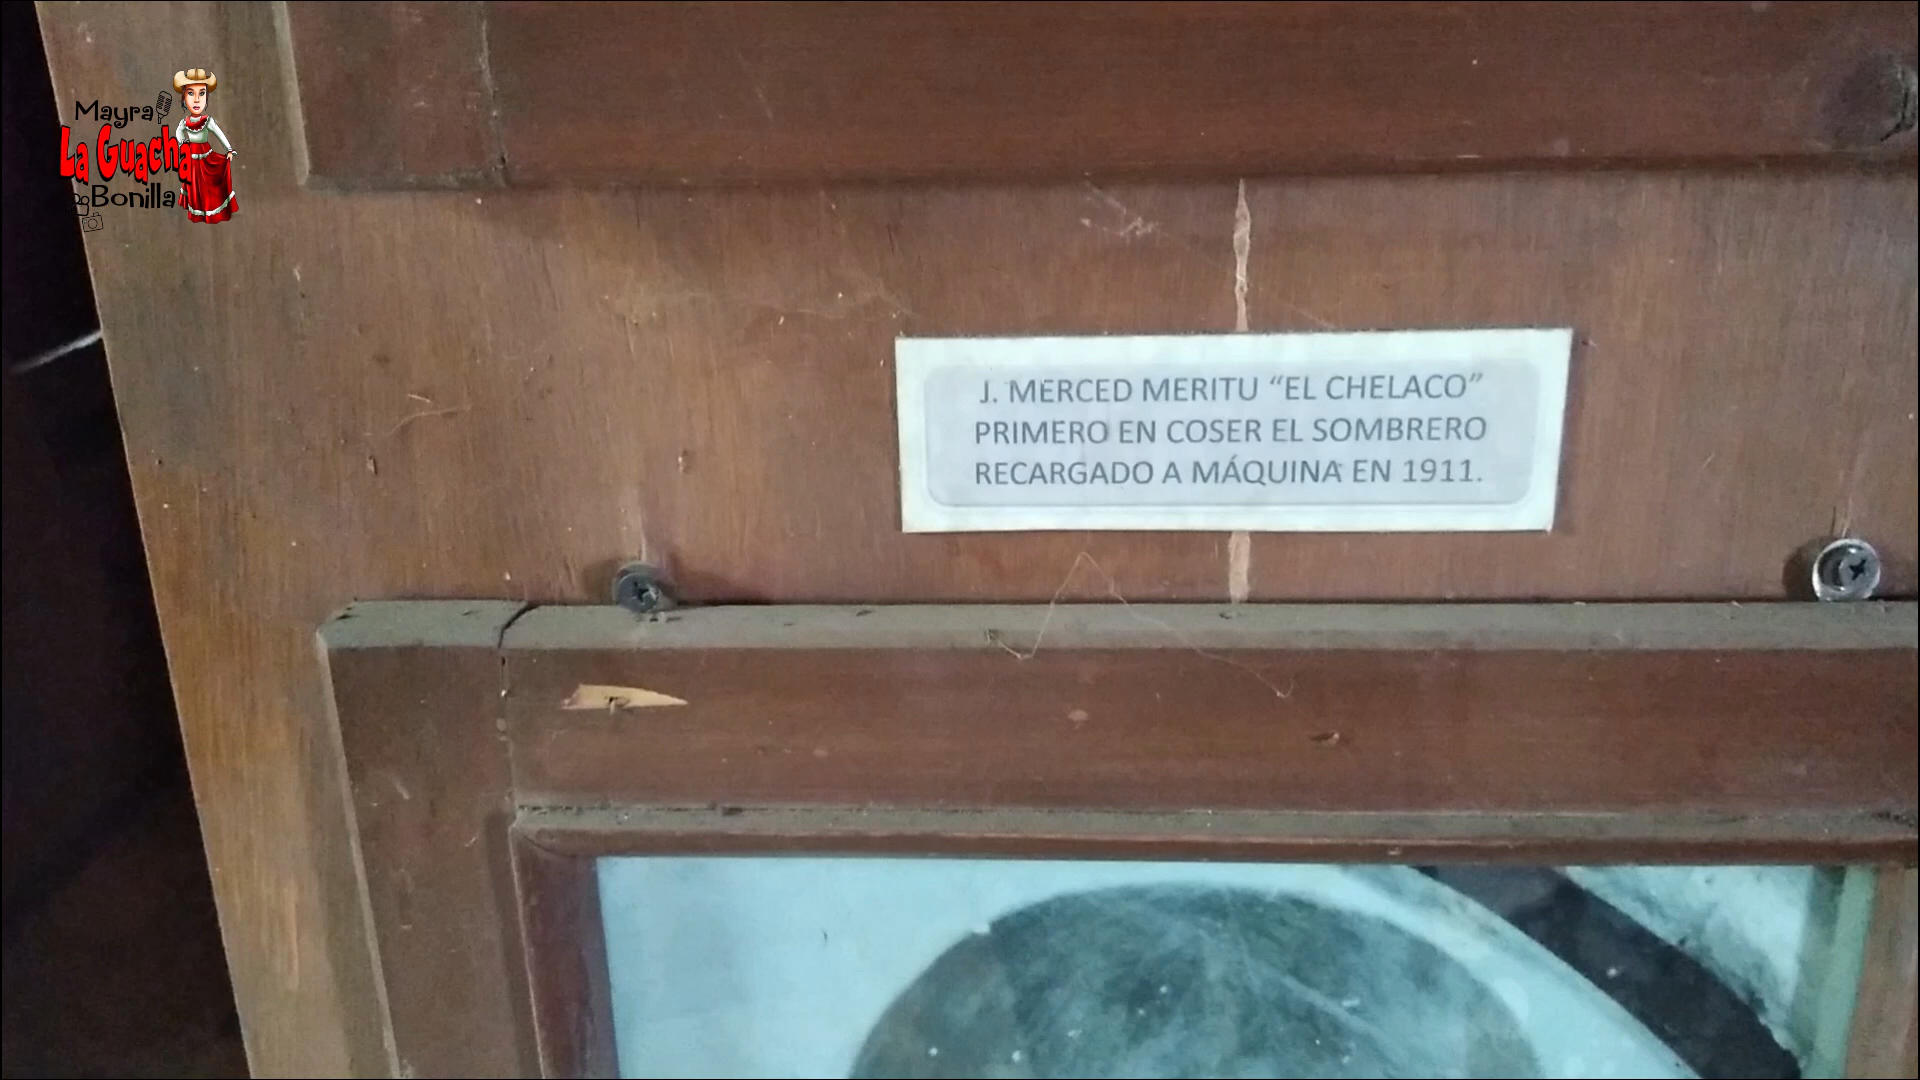 Mayra
La Guacha
Bonilla
J. MERCED MERITU “EL CHELACO”
PRIMERO EN COSER EL SOMBRERO
RECARGADO A MÁQUINA EN 1911.